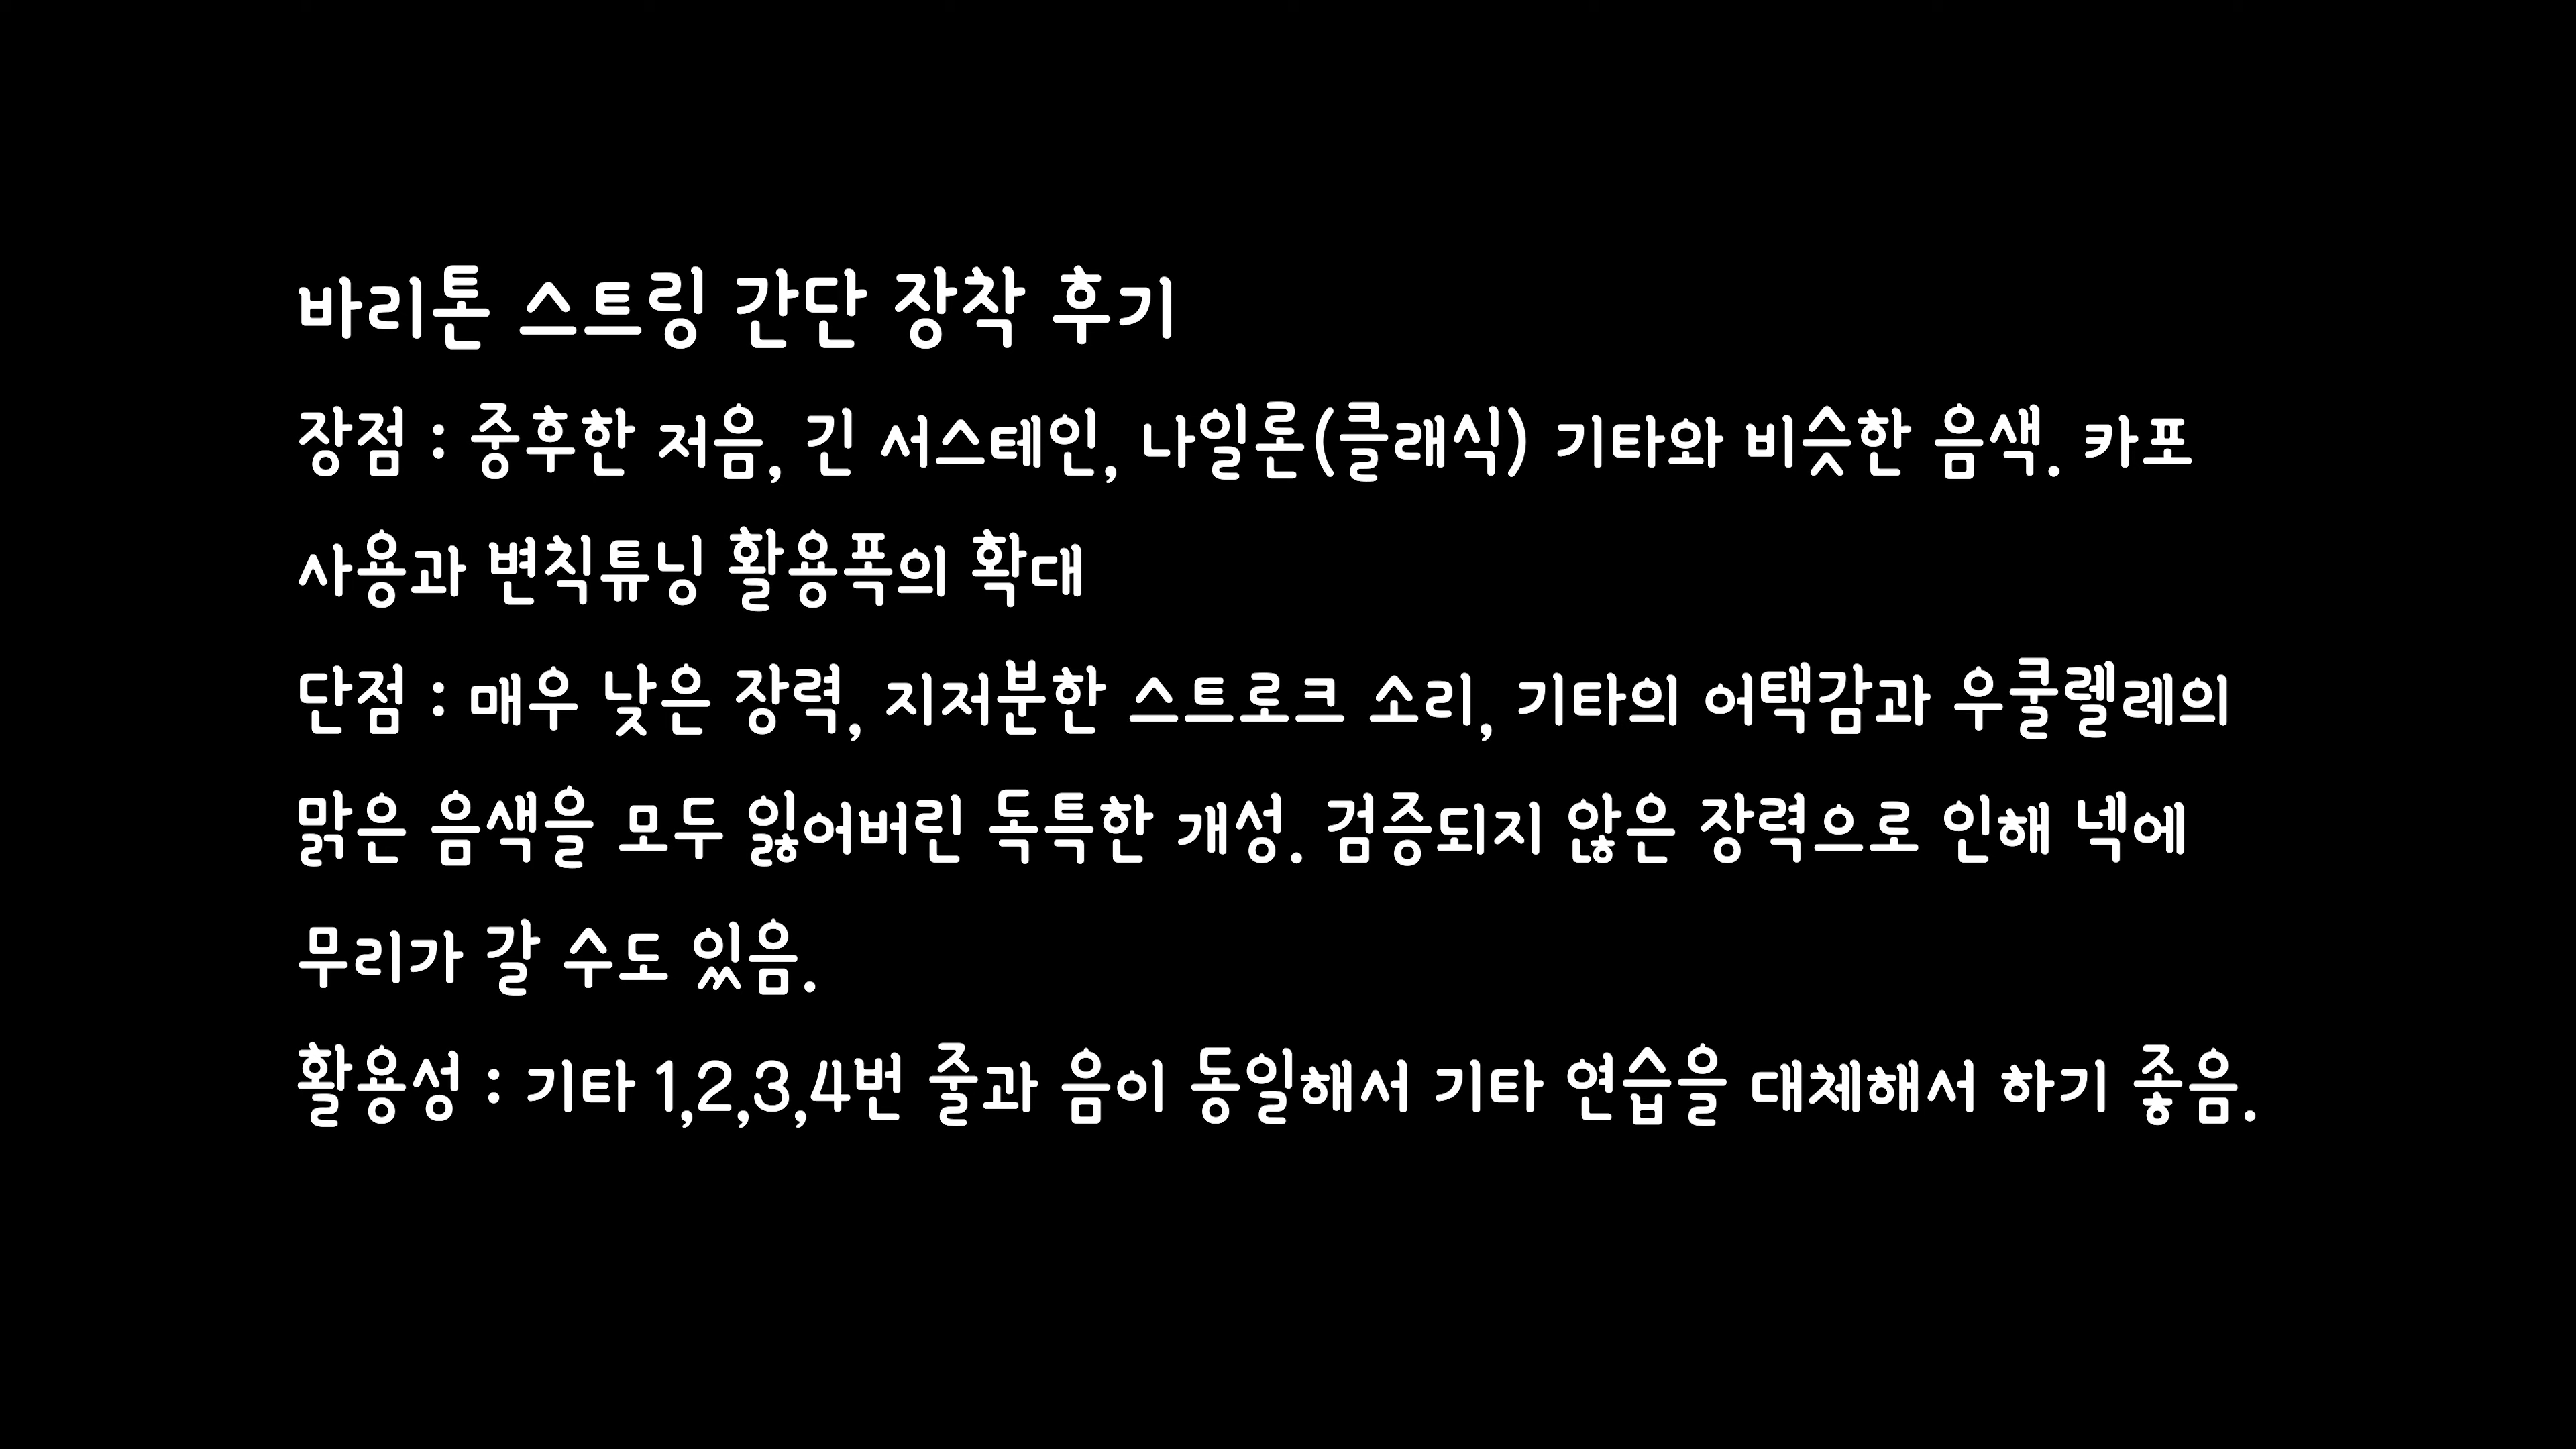 바리톤 스트링 간단 장착 후기
장점 : 중후한 저음, 긴 서스테인, 나일론(클래식) 기타와 비슷한 음색. 카포
사용과 변칙튜닝 활용폭의 확대
단점 : 매우 낮은 장력, 지저분한 스트로크 소리, 기타의 어택감과 우쿨렐레의
맑은 음색을 모두 잃어버린 독특한 개성. 검증되지 않은 장력으로 인해 넥에
무리가 갈 수도 있음.
활용성 : 기타 1,2,3,4번 줄과 음이 동일해서 기타 연습을 대체해서 하기 좋음.